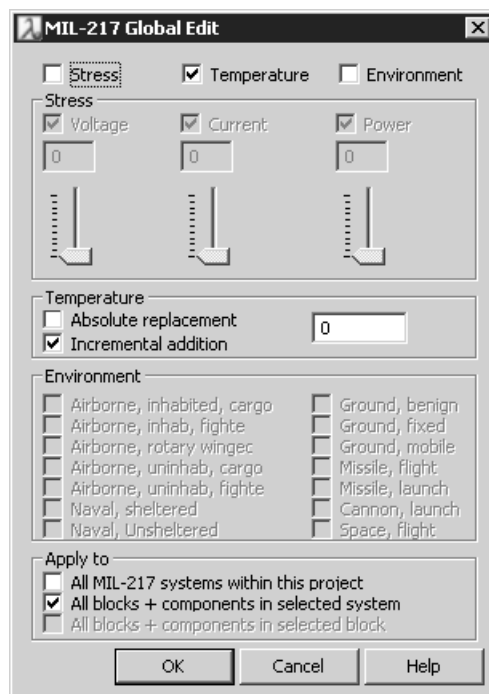 MIL-217 Global Edit
Stress Temperature Environment
Stress
Voltage Current Power
0 0 0
Temperature
Absolute replacement
0
Incremental addition
Environment
Airborne, inhabited, cargo Ground, benign
Airborne, inhab, fighte Ground, fixed
Airborne, rotary wingec Ground, mobile
Airborne, uninhab, cargo Missile, flight
Airborne, uninhab, fighte Missile, launch
Naval, sheltered Cannon, launch
Naval, Unsheltered Space, flight
Apply to
All MIL-217 systems within this project
All blocks + components in selected system
All blocks + components in selected block
OK Cancel Help